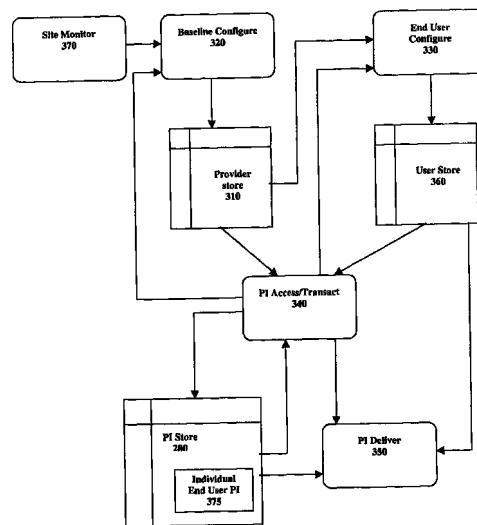 Site Monitor
370
Baseline Configure
320
End User
Configure
330
Provider
store
310
User Store
360
PI Access/Transact
340
PI Store
280
Individual
End User PI
375
PI Deliver
350